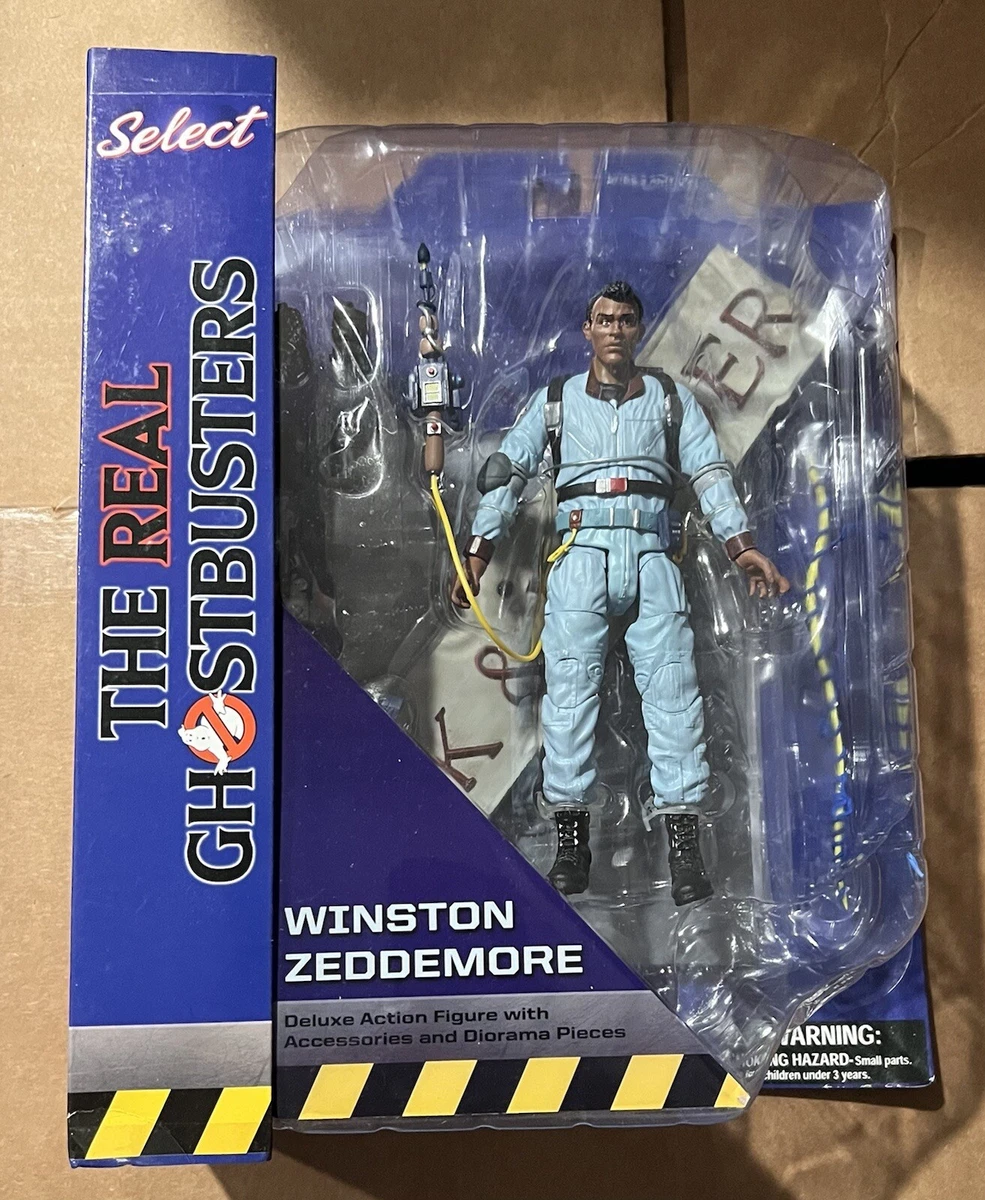 Select
THE REAL
GHOSTBUSTERS
ER
WINSTON
ZEDDEMORE
Deluxe Action Figure with
Accessories and Diorama Pieces
WARNING:
HAZARD- Small parts.
children under 3 years.